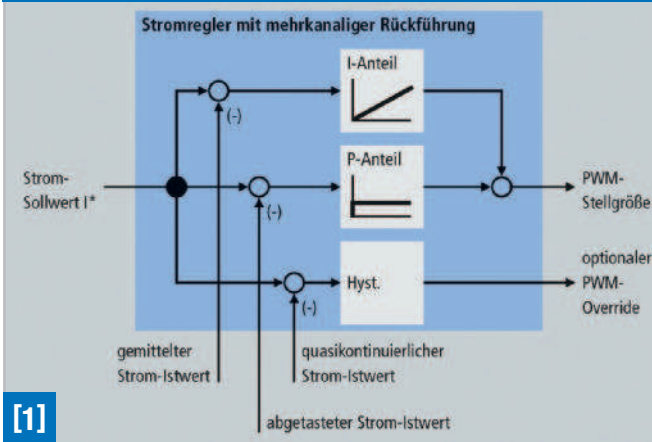 Stromregler mit mehrkanaliger Rückführung
I-Anteil
(-)
P-Anteil
Strom-
Sollwert I*
(-)
PWM-
Stellgröße
Hyst.
(-)
optionaler
PWM-
Override
gemittelter
Strom-Istwert
quasikontinuierlicher
Strom-Istwert
abgetasteter Strom-Istwert
[1]